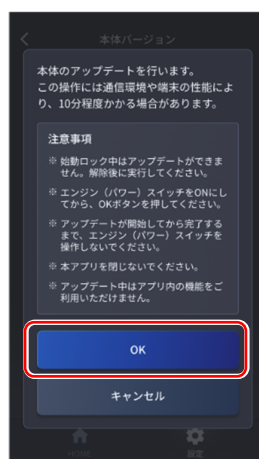 本体バージョン
本体のアップデートを行います。
この操作には通信環境や端末の性能によ
り、10分程度かかる場合があります。
注意事項
※ 始動ロック中はアップデートができま
せん。解除後に実行してください。
※ エンジン（パワー）スイッチをONにし
てから、OKボタンを押してください。
※ アップデートが開始してから完了する
まで、エンジン（パワー）スイッチを
操作しないでください。
※ 本アプリを閉じないでください。
※ アップデート中はアプリ内の機能をご
利用いただけません。
OK
キャンセル
HOME
設定